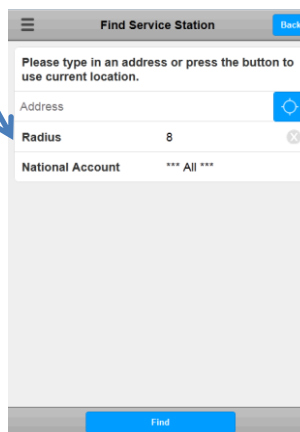 Find Service Station Back
Please type in an address or press the button to
use current location.
Address
Radius 8
National Account *** All ***
Find